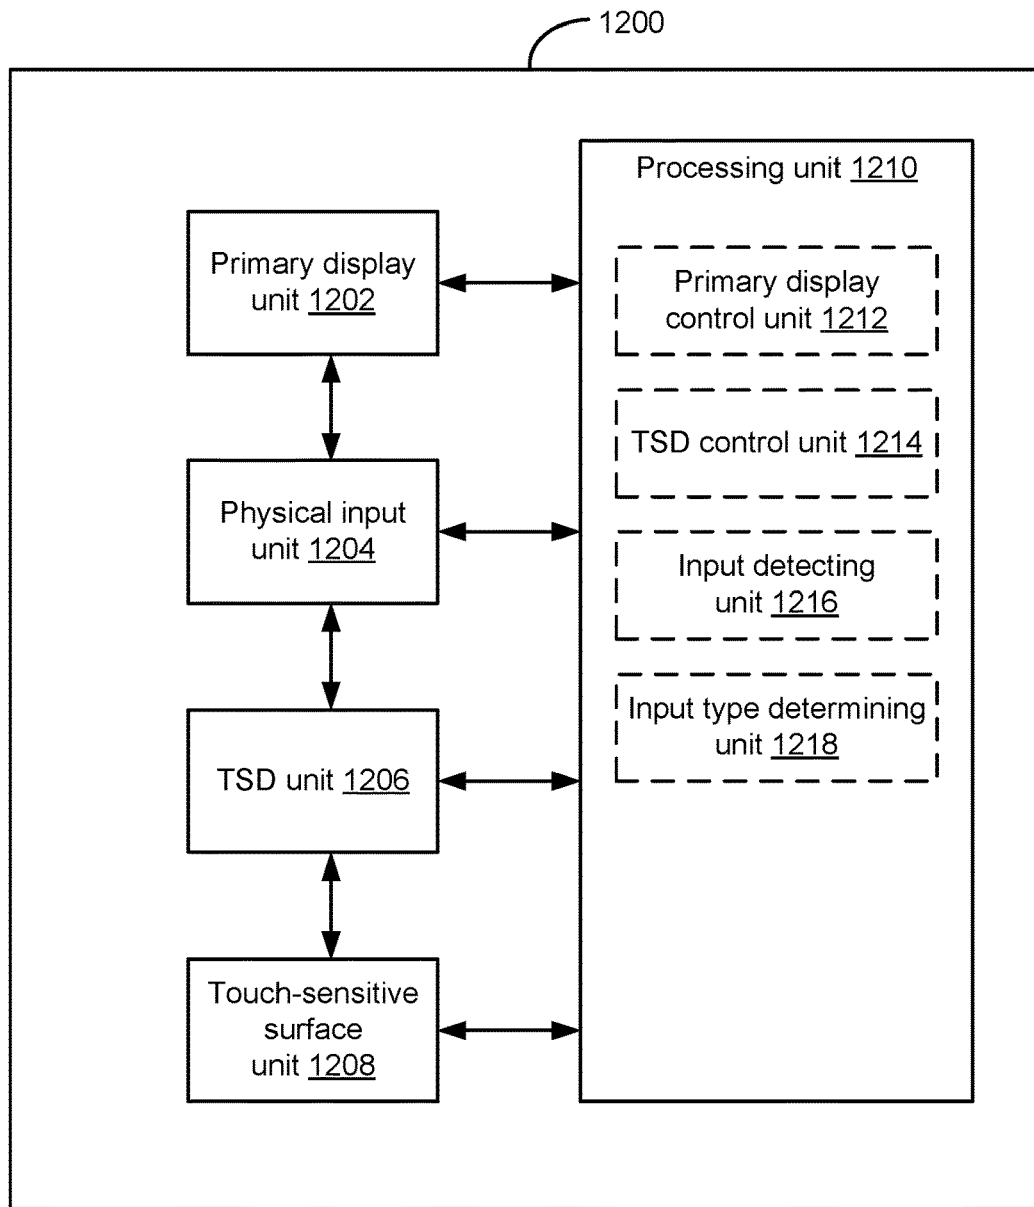 1200
Processing unit 1210
Primary display
unit 1202
Primary display
control unit 1212
TSD control unit 1214
Physical input
unit 1204
Input detecting
unit 1216
Input type determining
unit 1218
TSD unit 1206
Touch-sensitive
surface
unit 1208